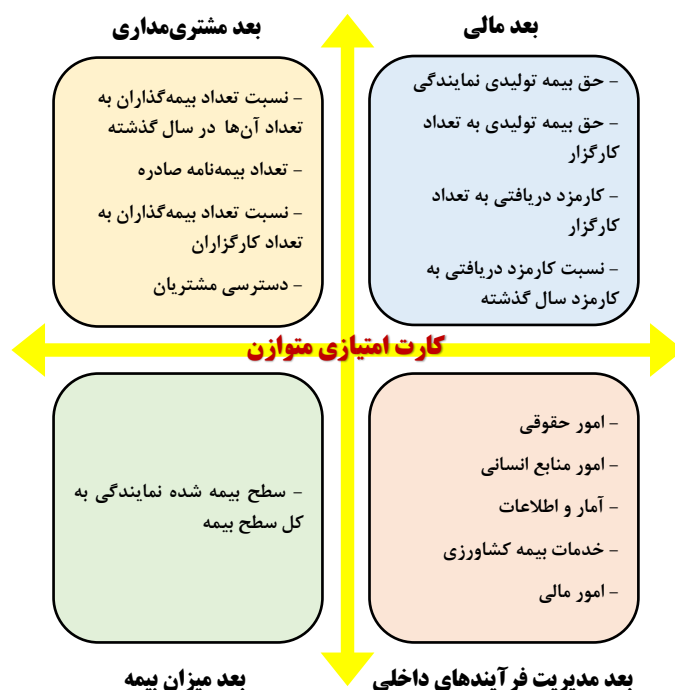 بعد مالی
بعد مشتری‌مداری
- حق بیمه تولیدی نمایندگی
- حق بیمه تولیدی به تعداد
کارگزار
- کارمزد دریافتی به تعداد
کارگزار
- نسبت کارمزد دریافتی به
کارمزد سال گذشته
- نسبت تعداد بیمه‌گذاران به
تعداد آن‌ها در سال گذشته
- تعداد بیمه‌نامه صادره
- نسبت تعداد بیمه‌گذاران به
تعداد کارگزاران
- دسترسی مشتریان
کارت امتیازی متوازن
- امور حقوقی
- امور منابع انسانی
- آمار و اطلاعات
- خدمات بیمه کشاورزی
- امور مالی
- سطح بیمه شده نمایندگی به
کل سطح بیمه
بعد مدیریت فرآیندهای داخلی
بعد میزان بیمه